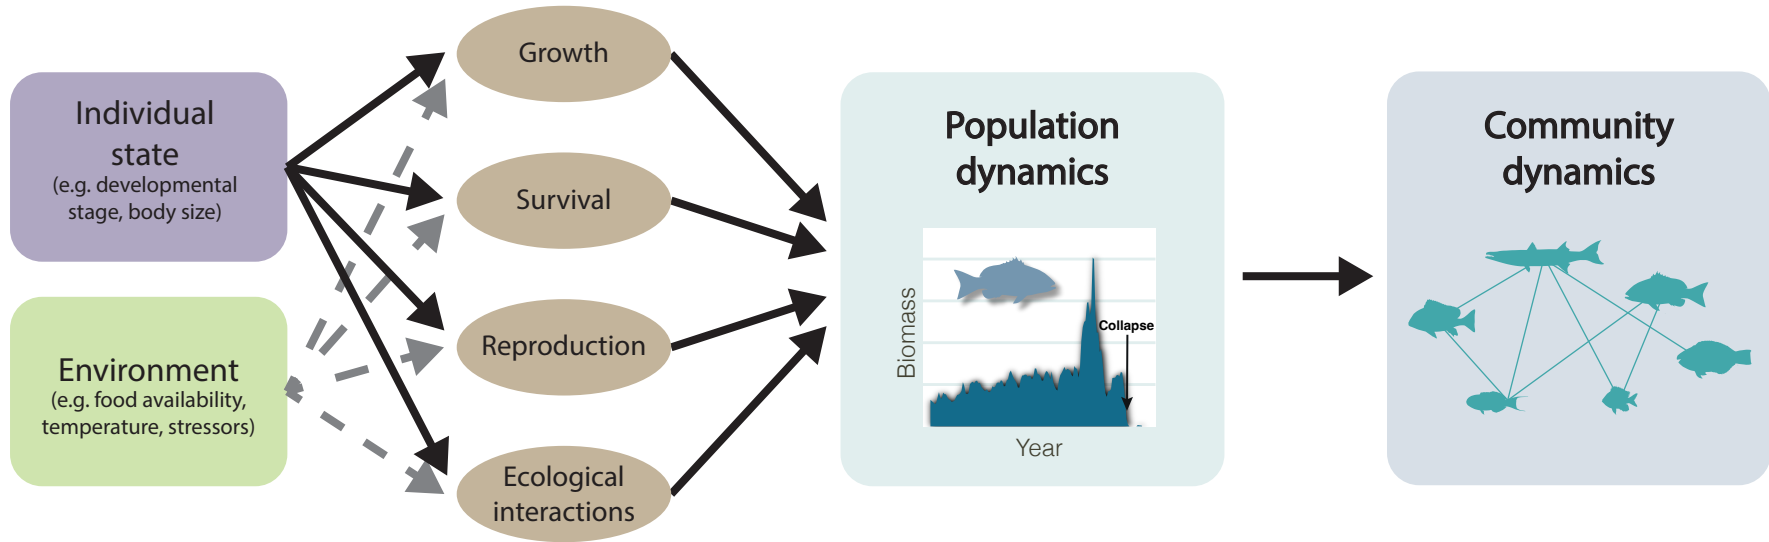 Individual
state
(e.g. developmental
stage, body size)
Environment
(e.g. food availability,
temperature, stressors)
Growth
Survival
Reproduction
Ecological
interactions
Population
dynamics
Biomass
Collapse
Year
Community
dynamics